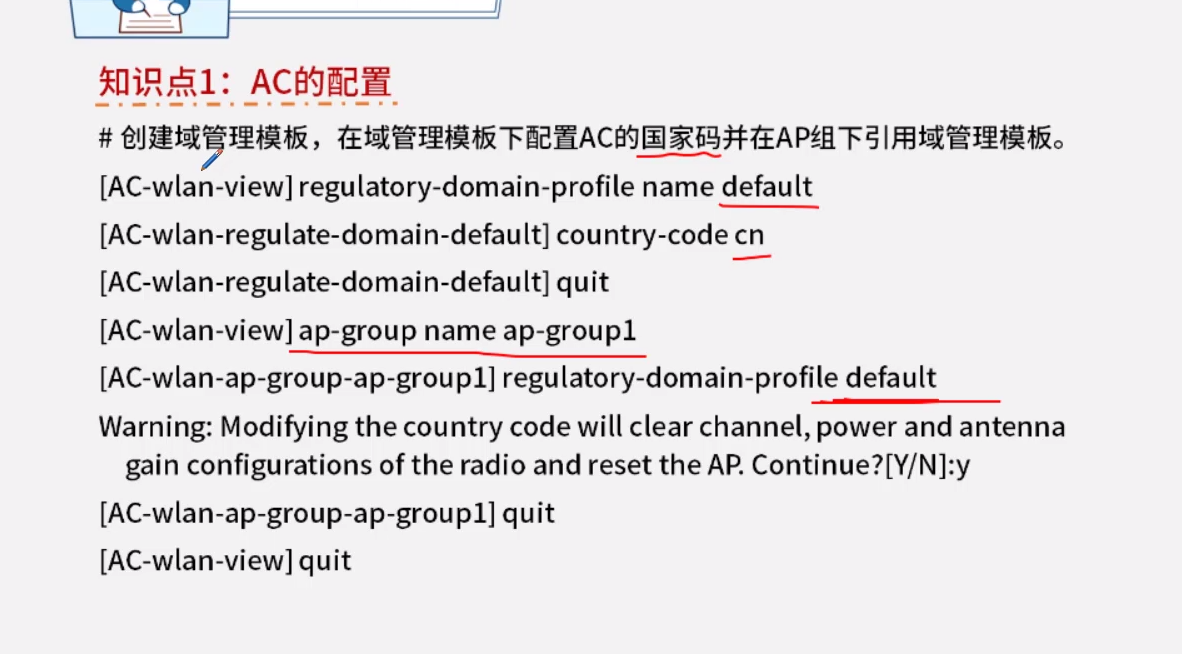 知识点1：AC的配置
# 创建域管理模板，在域管理模板下配置AC的国家码并在AP组下引用域管理模板。
[AC-wlan-view] regulatory-domain-profile name default
[AC-wlan-regulate-domain-default] country-code cn
[AC-wlan-regulate-domain-default] quit
[AC-wlan-view] ap-group name ap-group1
[AC-wlan-ap-group-ap-group1] regulatory-domain-profile default
Warning: Modifying the country code will clear channel, power and antenna
gain configurations of the radio and reset the AP. Continue?[Y/N]:y
[AC-wlan-ap-group-ap-group1] quit
[AC-wlan-view] quit